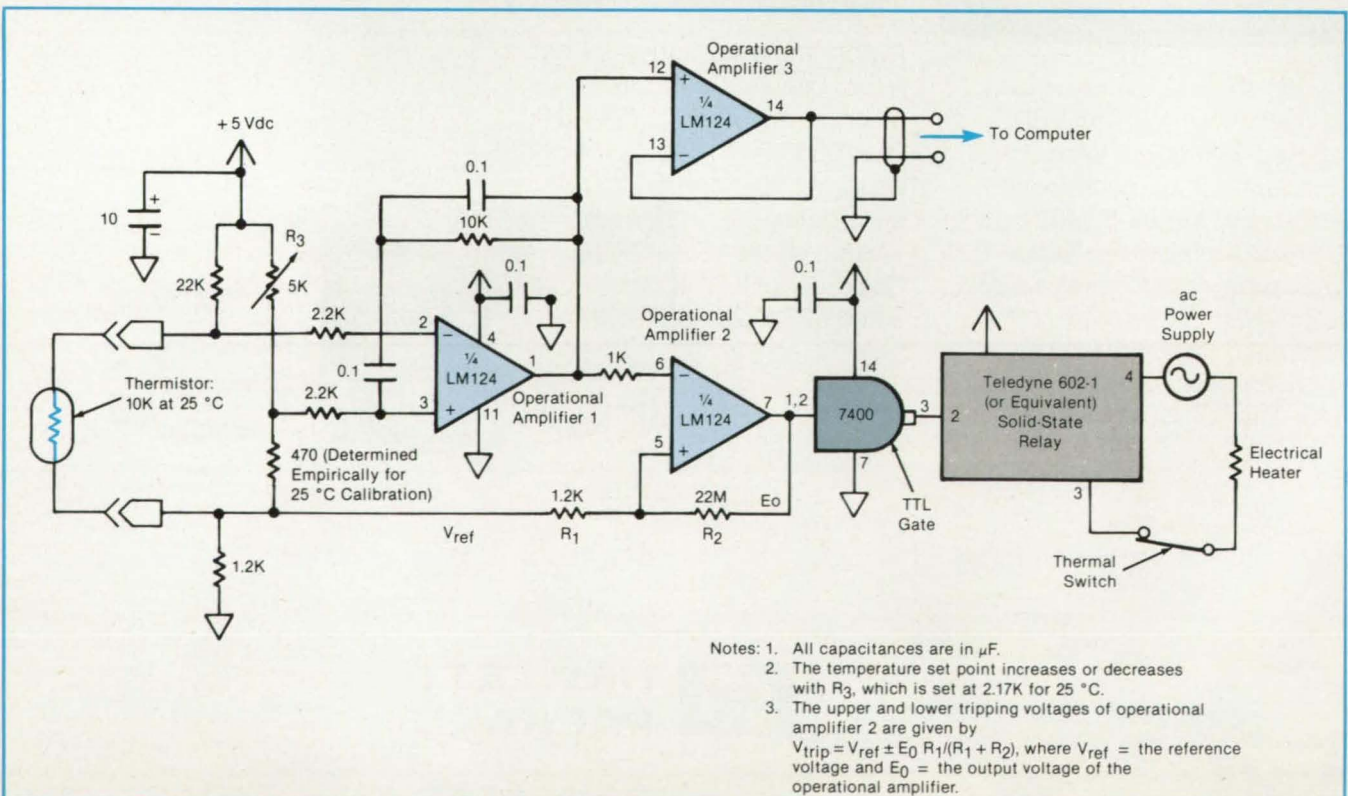 Operational
Amplifier 3
12
+
1/4
LM124
14
13
−
To Computer
+ 5 Vdc
10
+
−
R3
22K
5K
0.1
10K
0.1
2.2K
2
−
4
1/4
LM124
1
0.1
2.2K
3
+
11
Operational
Amplifier 1
Thermistor:
10K at 25 °C
470 (Determined
Empirically for
25 °C Calibration)
1.2K
Vref
Operational
Amplifier 2
1K
6
−
1/4
LM124
7
5
+
1.2K
R1
22M
R2
Eo
0.1
1,2
14
7400
3
7
TTL
Gate
2
Teledyne 602-1
(or Equivalent)
Solid-State
Relay
4
3
ac
Power
Supply
Electrical
Heater
Thermal
Switch
Notes: 1. All capacitances are in μF.
2. The temperature set point increases or decreases
with R3, which is set at 2.17K for 25 °C.
3. The upper and lower tripping voltages of operational
amplifier 2 are given by
Vtrip = Vref ± E0 R1/(R1 + R2), where Vref = the reference
voltage and E0 = the output voltage of the
operational amplifier.